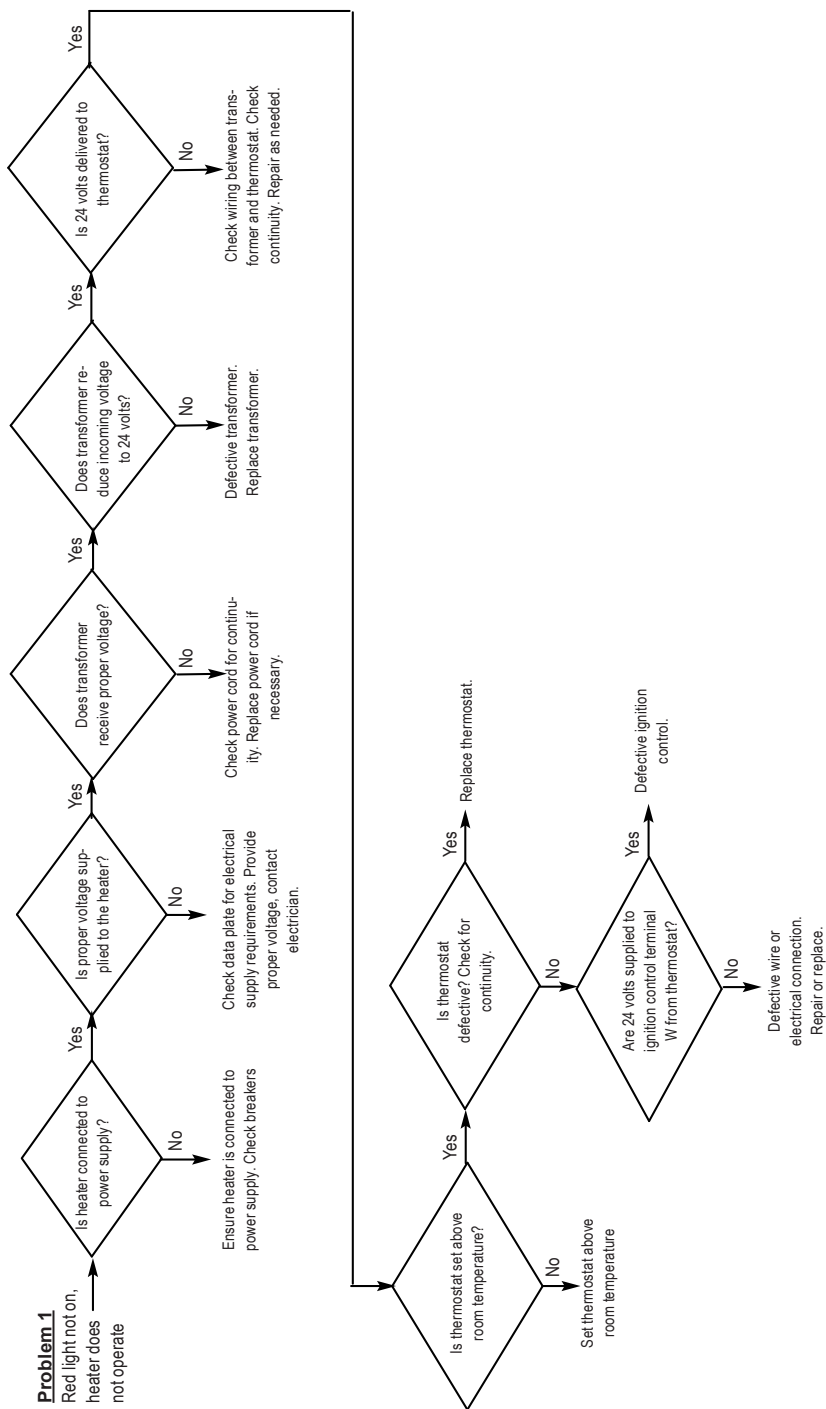 Problem 1
Red light not on,
heater does
not operate
Is heater connected to
power supply?
Yes
No
Ensure heater is connected to
power supply. Check breakers
Is proper voltage sup-
plied to the heater?
Yes
No
Check data plate for electrical
supply requirements. Provide
proper voltage, contact
electrician.
Does transformer
receive proper voltage?
Yes
No
Check power cord for continu-
ity. Replace power cord if
necessary.
Does transformer re-
duce incoming voltage
to 24 volts?
Yes
No
Defective transformer.
Replace transformer.
Is 24 volts delivered to
thermostat?
Yes
No
Check wiring between trans-
former and thermostat. Check
continuity. Repair as needed.
Is thermostat set above
room temperature?
Yes
No
Set thermostat above
room temperature
Is thermostat
defective? Check for
continuity.
Yes
Replace thermostat.
No
Are 24 volts supplied to
ignition control terminal
W from thermostat?
Yes
Defective ignition
control.
No
Defective wire or
electrical connection.
Repair or replace.